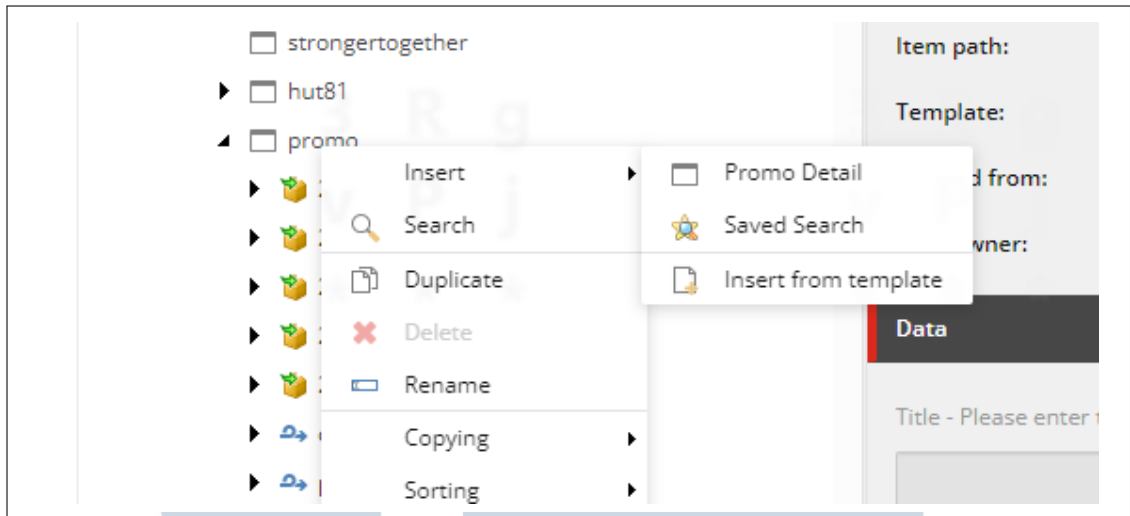 strongertogether
Item path:
hut81
Template:
promo
Insert
Promo Detail
d from:
Search
Saved Search
wner:
Duplicate
Insert from template
Delete
Data
Rename
Title - Please enter
Copying
Sorting